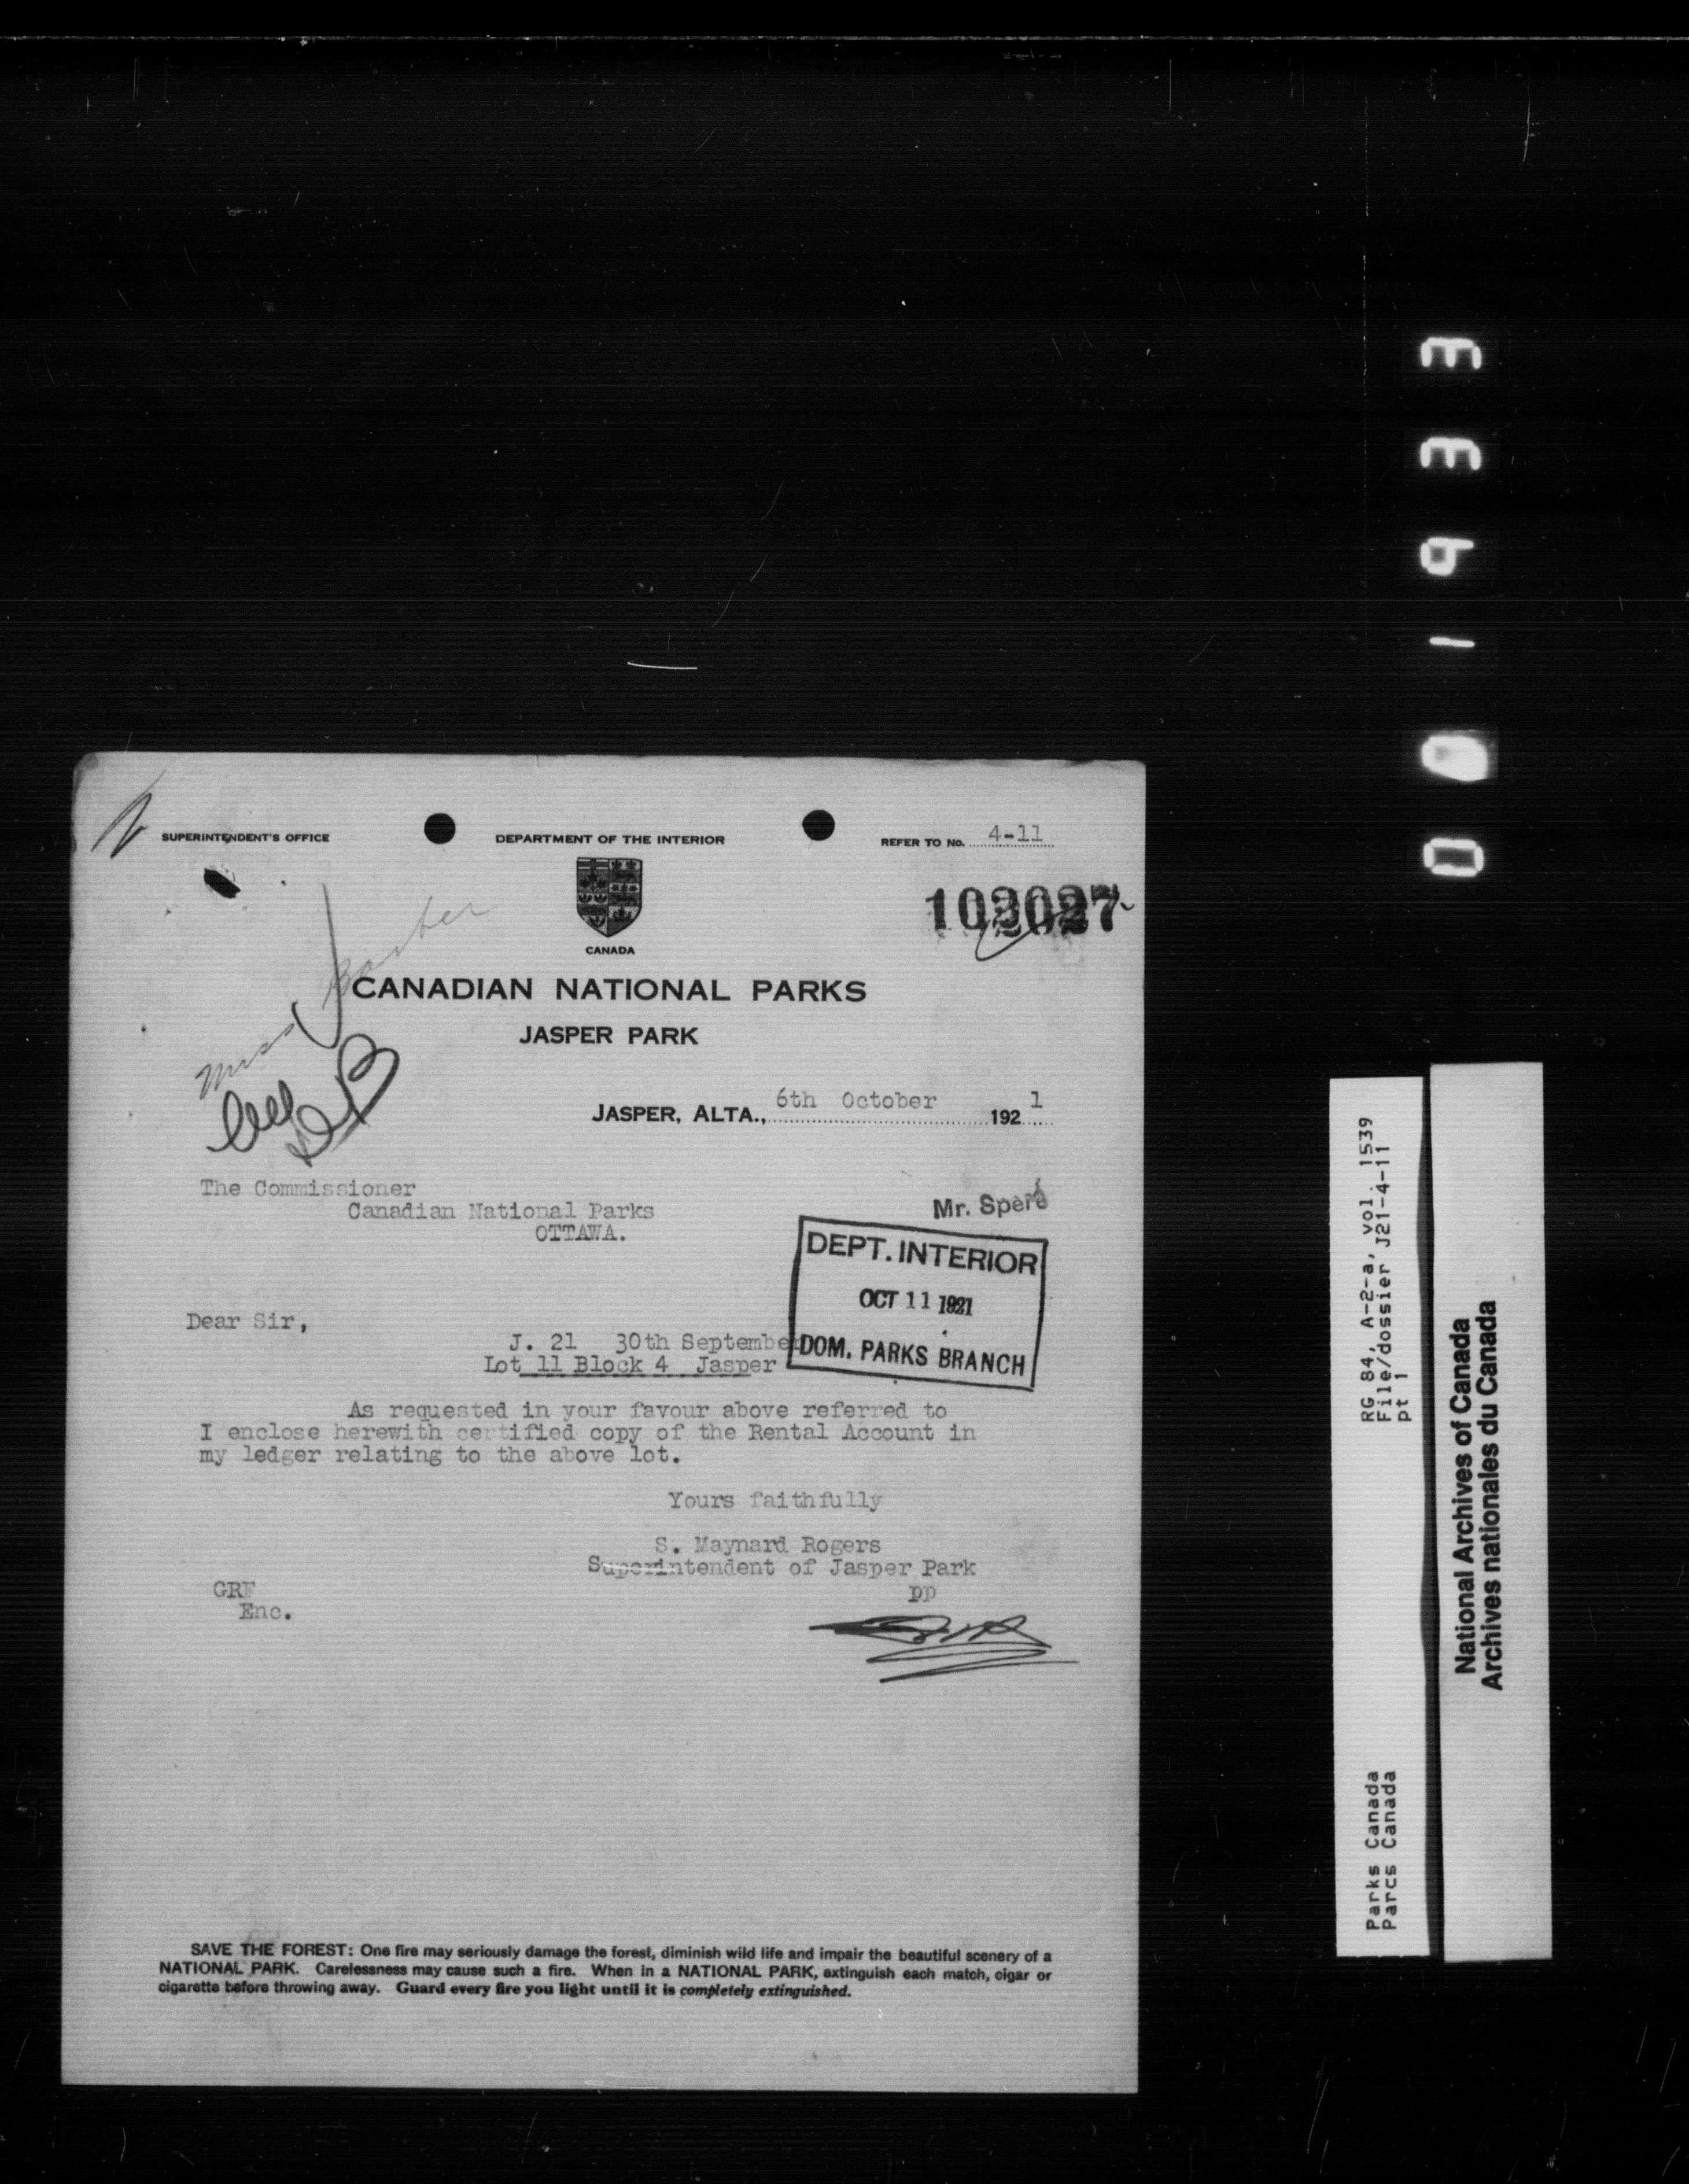 SUPERINTENDENT'S OFFICE
DEPARTMENT OF THE INTERIOR
REFER TO No. 4-11
CANADA
CANADIAN NATIONAL PARKS
JASPER PARK
Miss
JASPER, ALTA., 6th October 1921
The Commissioner
Canadian National Parks
OTTAWA.
Mr. Spero
DEPT. INTERIOR
OCT 11 1921
DOM. PARKS BRANCH
Dear Sir,
J. 21 30th September
Lot 11 Block 4 Jasper
As requested in your favour above referred to
I enclose herewith certified copy of the Rental Account in
my ledger relating to the above lot.
Yours faithfully
S. Maynard Rogers
Superintendent of Jasper Park
pp
GRF
Enc.
SAVE THE FOREST: One fire may seriously damage the forest, diminish wild life and impair the beautiful scenery of a
NATIONAL PARK. Carelessness may cause such a fire. When in a NATIONAL PARK, extinguish each match, cigar or
cigarette before throwing away. Guard every fire you light until it is completely extinguished.
001933
RG 84, A-2-a, vol. 1539
File/dossier J21-4-11
pt 1
Parks Canada
Parcs Canada
National Archives of Canada
Archives nationales du Canada